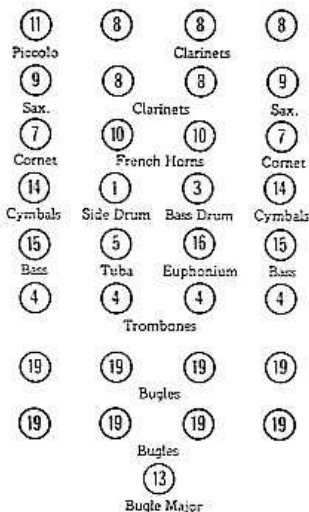 11 8 8 8
Piccolo Clarinets
9 8 8 9
Sax. Clarinets Sax.
7 10 10 7
Cornet French Horns Cornet
14 1 3 14
Cymbals Side Drum Bass Drum Cymbals
15 5 16 15
Bass Tuba Euphonium Bass
4 4 4 4
Trombones
19 19 19 19
Bugles
19 19 19 19
Bugles
13
Bugle Major